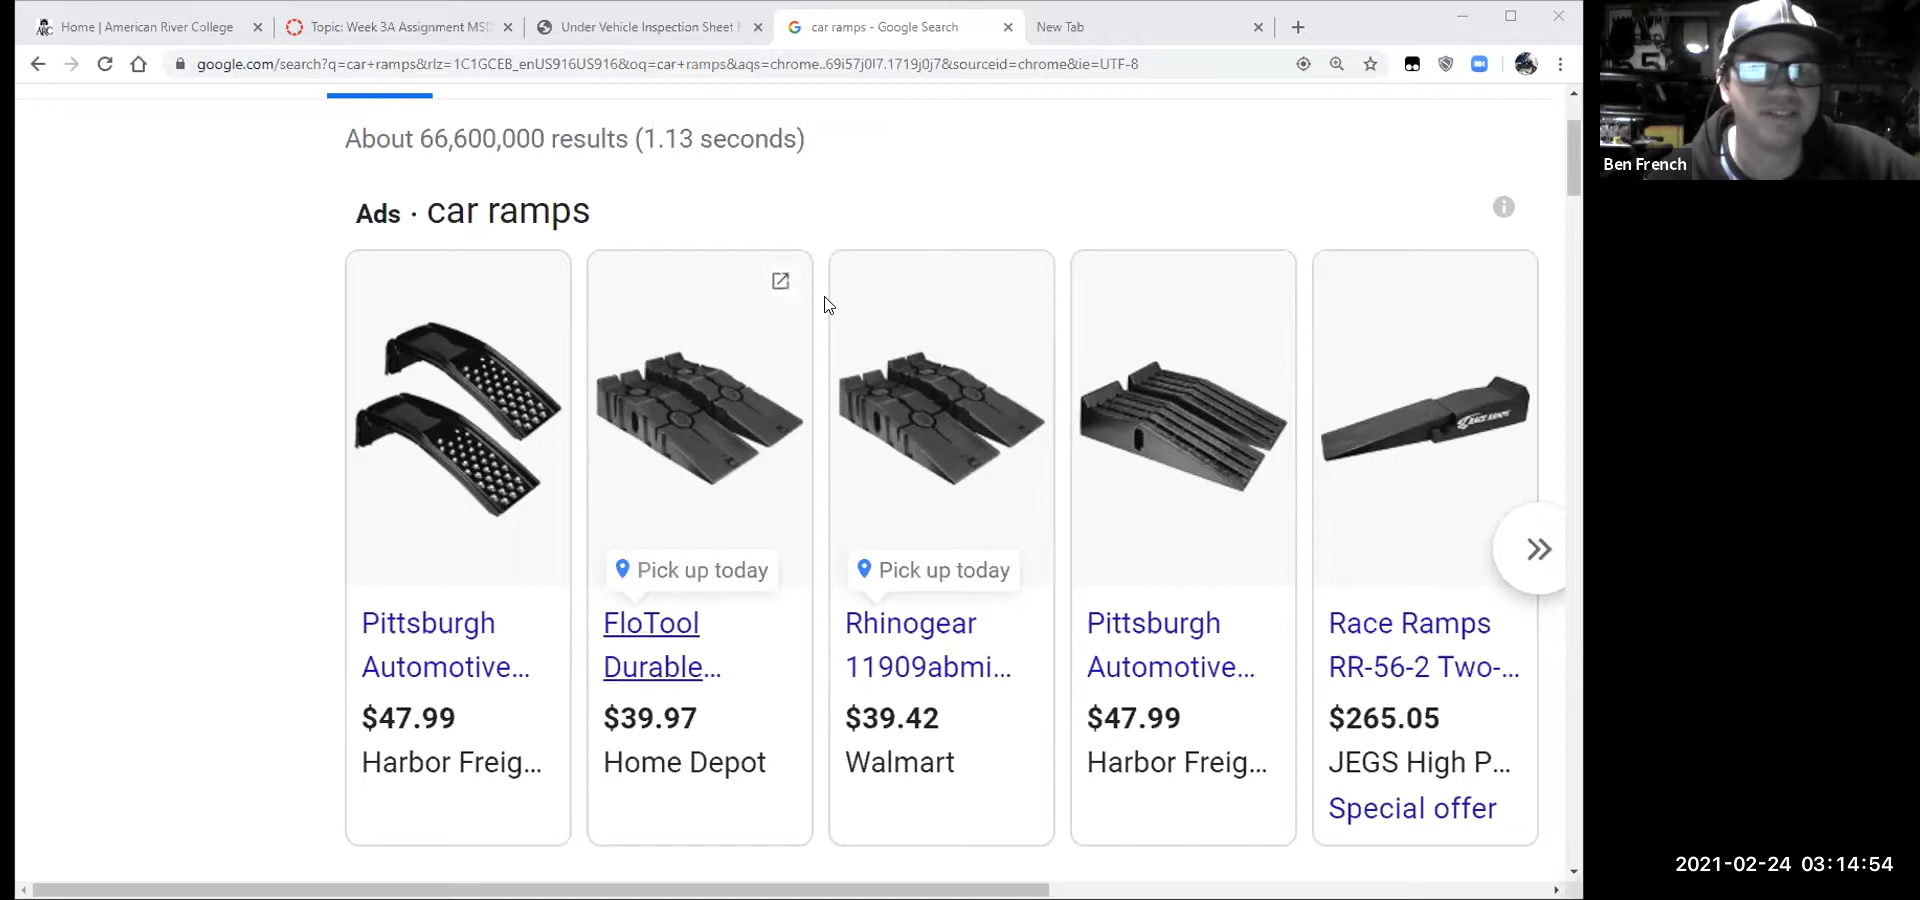 Home | American River College
Topic: Week 3A Assignment MSD
Under Vehicle Inspection Sheet F
car ramps - Google Search
New Tab
google.com/search?q=car+ramps&rlz=1C1GCEB_enUS916US916&oq=car+ramps&aqs=chrome..69i57j0l7.1719j0j7&sourceid=chrome&ie=UTF-8
About 66,600,000 results (1.13 seconds)
Ads · car ramps
RACE RAMPS
Pick up today
Pick up today
Pittsburgh
Automotive...
$47.99
Harbor Freig...
FloTool
Durable...
$39.97
Home Depot
Rhinogear
11909abmi...
$39.42
Walmart
Pittsburgh
Automotive...
$47.99
Harbor Freig...
Race Ramps
RR-56-2 Two-...
$265.05
JEGS High P...
Special offer
Ben French
2021-02-24 03:14:54